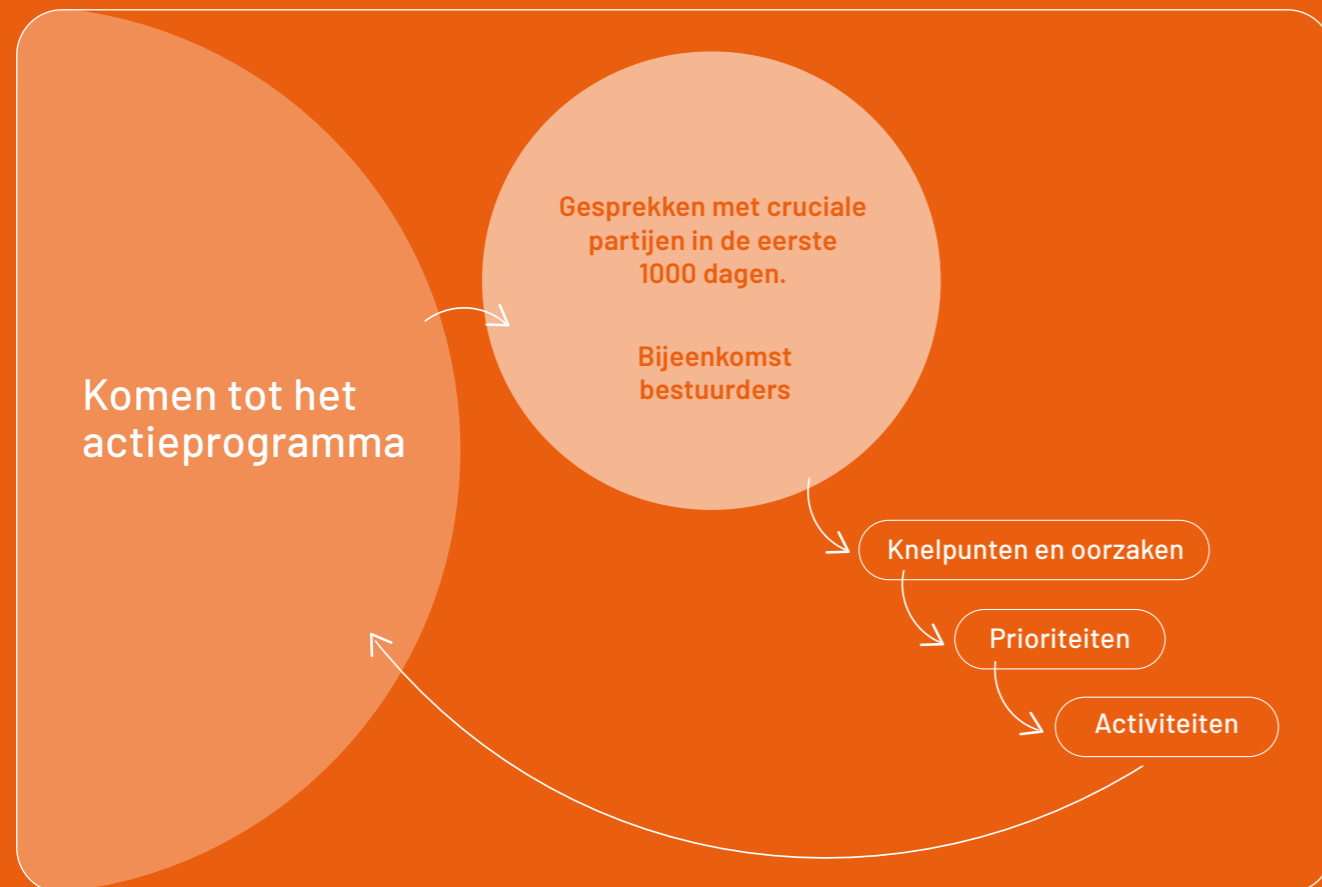 Komen tot het
actieprogramma
Gesprekken met cruciale
partijen in de eerste
1000 dagen.
Bijeenkomst
bestuurders
Knelpunten en oorzaken
Prioriteiten
Activiteiten